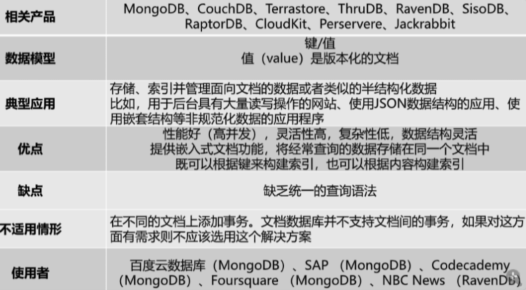 相关产品
MongoDB、CouchDB、Terrastore、ThruDB、RavenDB、SisoDB、
RaptorDB、CloudKit、Perservere、Jackrabbit
数据模型
键/值
值（value）是版本化的文档
典型应用
存储、索引并管理面向文档的数据或者类似的半结构化数据
比如，用于后台具有大量读写操作的网站、使用JSON数据结构的应用、使
用嵌套结构等非规范化数据的应用程序
优点
性能好（高并发），灵活性高，复杂性低，数据结构灵活
提供嵌入式文档功能，将经常查询的数据存储在同一个文档中
既可以根据键来构建索引，也可以根据内容构建索引
缺点
缺乏统一的查询语法
不适用情形
在不同的文档上添加事务。文档数据库并不支持文档间的事务，如果对这方
面有需求则不应该选用这个解决方案
使用者
百度云数据库（MongoDB）、SAP （MongoDB）、Codecademy
（MongoDB）、Foursquare （MongoDB）、NBC News （RavenDB）